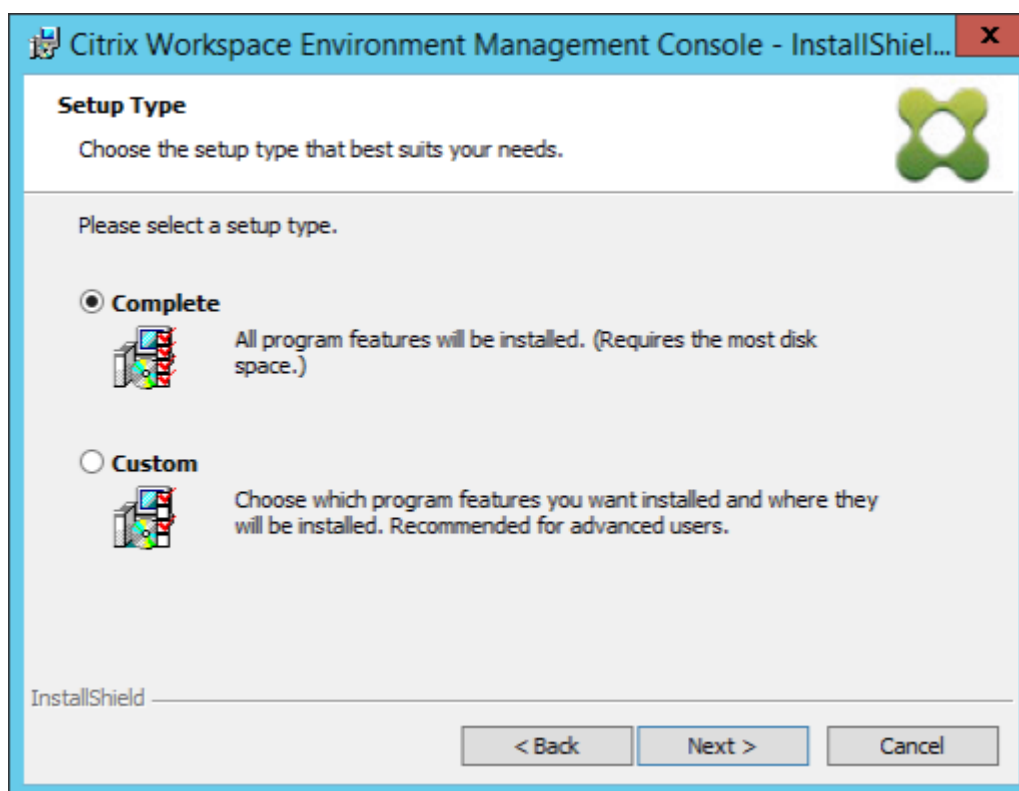 Citrix Workspace Environment Management Console - InstallShiel...
x
Setup Type
Choose the setup type that best suits your needs.
Please select a setup type.
Complete
All program features will be installed. (Requires the most disk
space.)
Custom
Choose which program features you want installed and where they
will be installed. Recommended for advanced users.
InstallShield
< Back Next > Cancel